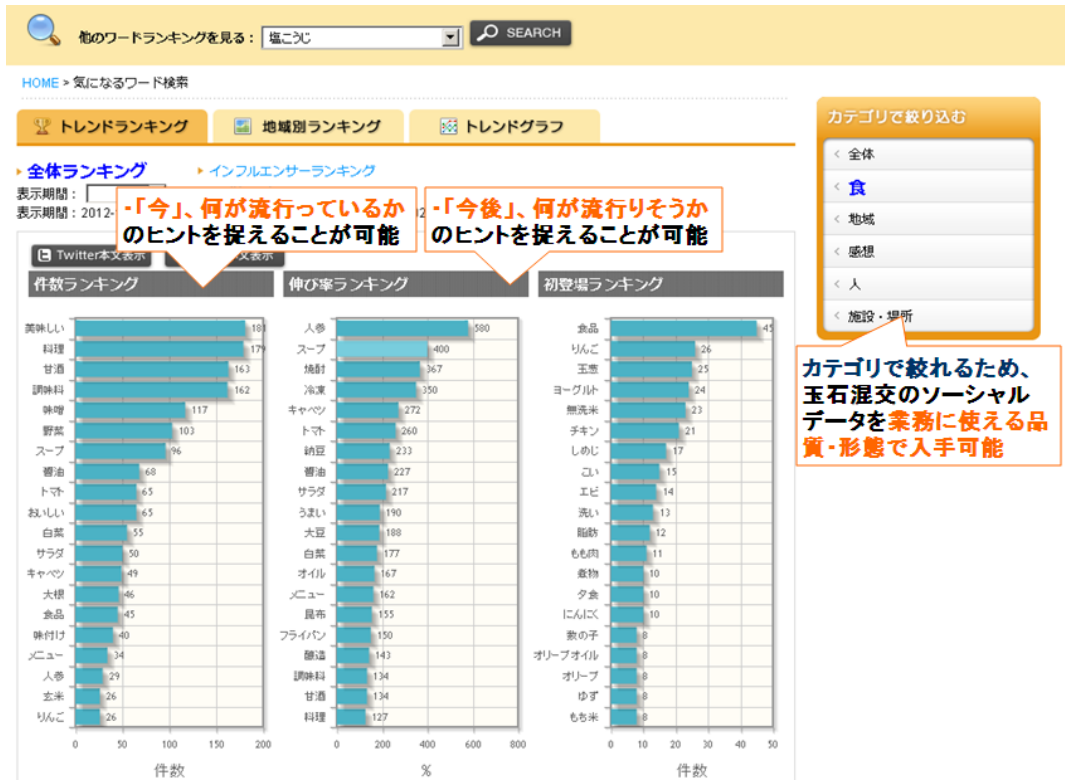 他のワードランキングを見る： 塩こうじ SEARCH
HOME > 気になるワード検索
トレンドランキング 地域別ランキング トレンドグラフ
全体ランキング インフルエンサーランキング
表示期間：
表示期間：2012-
・「今」、何が流行っているか
のヒントを捉えることが可能
・「今後」、何が流行りそうか
のヒントを捉えることが可能
Twitter本文表示 文表示
件数ランキング
美味しい 181
料理 179
甘酒 163
調味料 162
味噌 117
野菜 103
スープ 96
醤油 68
トマト 65
おいしい 65
白菜 55
サラダ 50
キャベツ 49
大根 46
食品 45
味付け 40
メニュー 34
人参 29
玄米 26
りんご 26
0 50 100 150 200
件数
伸び率ランキング
人参 580
スープ 400
焼酎 367
冷凍 350
キャベツ 272
トマト 260
納豆 233
醤油 227
サラダ 217
うまい 190
大豆 188
白菜 177
オイル 167
メニュー 162
昆布 155
フライパン 150
醸造 143
調味料 134
甘酒 134
料理 127
0 200 400 600 800
%
初登場ランキング
食品 45
りんご 26
玉葱 25
ヨーグルト 24
無洗米 23
チキン 21
しめじ 17
こい 15
エビ 14
洗い 13
脂肪 12
もも肉 11
煮物 10
夕食 10
にんにく 10
数の子 8
オリーブオイル 8
オリーブ 8
ゆず 8
もち米 8
0 10 20 30 40 50
件数
カテゴリで絞り込む
全体
食
地域
感想
人
施設・場所
カテゴリで絞れるため、
玉石混交のソーシャル
データを業務に使える品
質・形態で入手可能